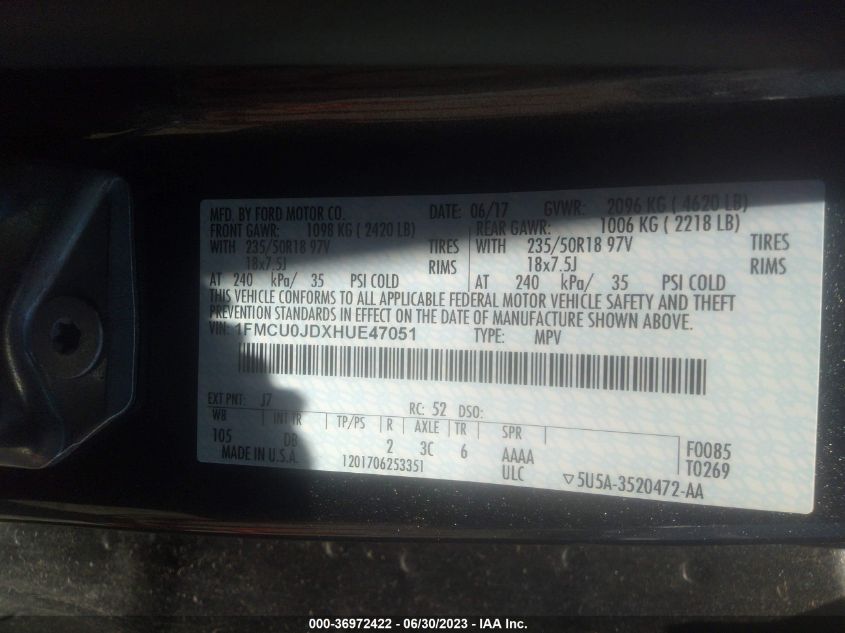 MFD. BY FORD MOTOR CO. DATE: 06/17 GVWR: 2096 KG ( 4620 LB)
FRONT GAWR: 1098 KG ( 2420 LB) REAR GAWR: 1006 KG ( 2218 LB)
WITH 235/50R18 97V TIRES WITH 235/50R18 97V TIRES
18x7.5J RIMS 18x7.5J RIMS
AT 240 kPa/ 35 PSI COLD AT 240 kPa/ 35 PSI COLD
THIS VEHICLE CONFORMS TO ALL APPLICABLE FEDERAL MOTOR VEHICLE SAFETY AND THEFT
PREVENTION STANDARDS IN EFFECT ON THE DATE OF MANUFACTURE SHOWN ABOVE.
VIN: 1FMCU0JDXHUE47051 TYPE: MPV
EXT PNT: J7 RC: 52 DSO:
WB INT TR TP/PS R AXLE TR SPR
105 DB 2 3C 6 AAAA F0085
MADE IN U.S.A. 1201706253351 ULC T0269
▽5U5A-3520472-AA
000-36972422 - 06/30/2023 - IAA Inc.